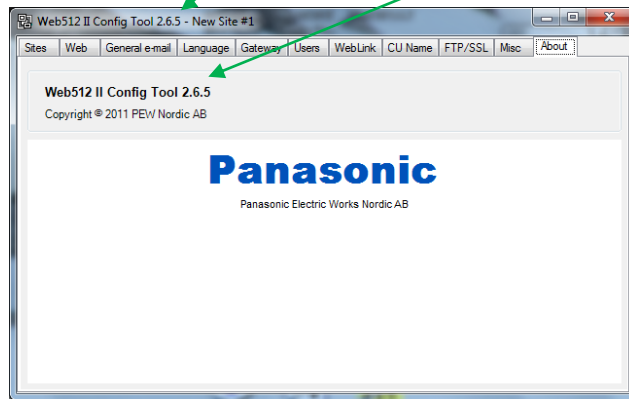 Web512 II Config Tool 2.6.5 - New Site #1
Sites Web General e-mail Language Gateway Users WebLink CU Name FTP/SSL Misc About
Web512 II Config Tool 2.6.5
Copyright © 2011 PEW Nordic AB
Panasonic
Panasonic Electric Works Nordic AB